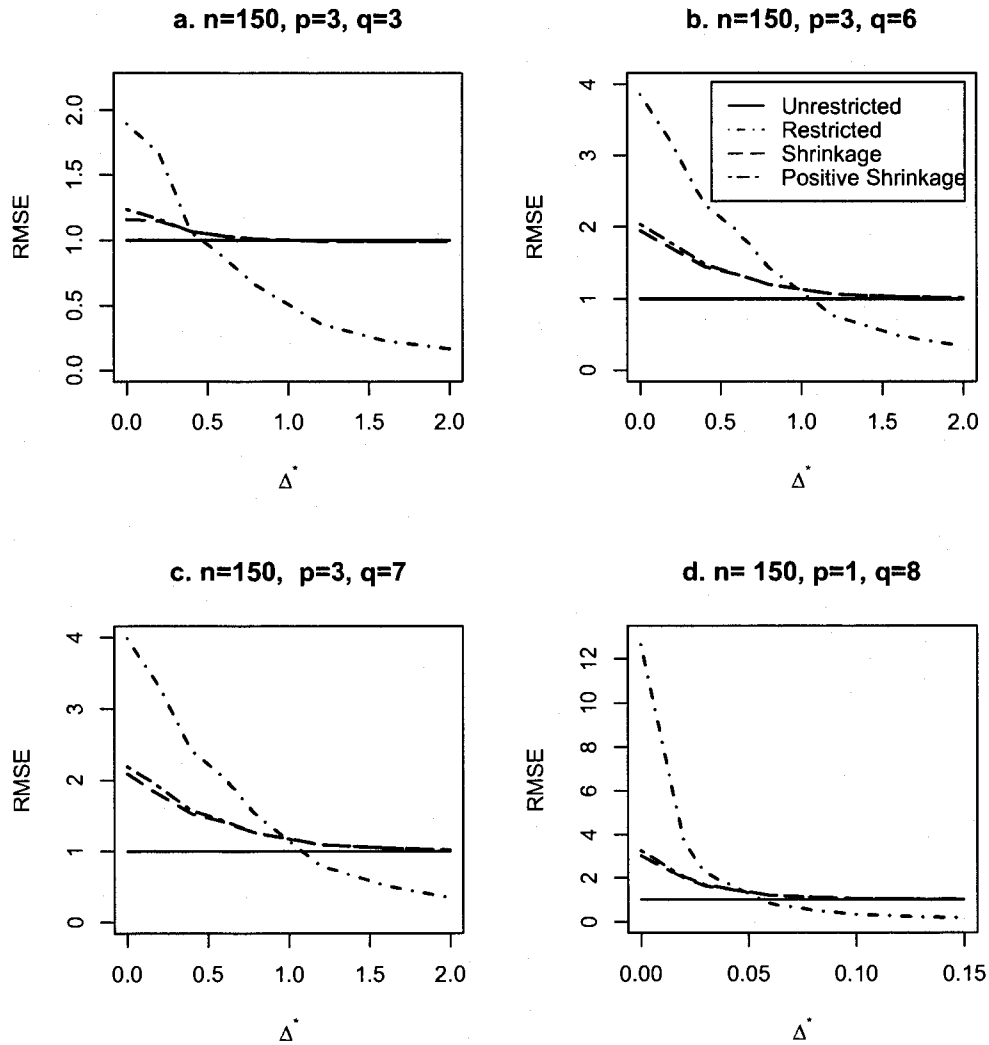 a. n=150, p=3, q=3
RMSE
2.0
1.5
1.0
0.5
0.0
0.0 0.5 1.0 1.5 2.0
Δ*
b. n=150, p=3, q=6
RMSE
4
3
2
1
0
Unrestricted
Restricted
Shrinkage
Positive Shrinkage
0.0 0.5 1.0 1.5 2.0
Δ*
c. n=150, p=3, q=7
RMSE
4
3
2
1
0
0.0 0.5 1.0 1.5 2.0
Δ*
d. n= 150, p=1, q=8
RMSE
12
10
8
6
4
2
0
0.00 0.05 0.10 0.15
Δ*